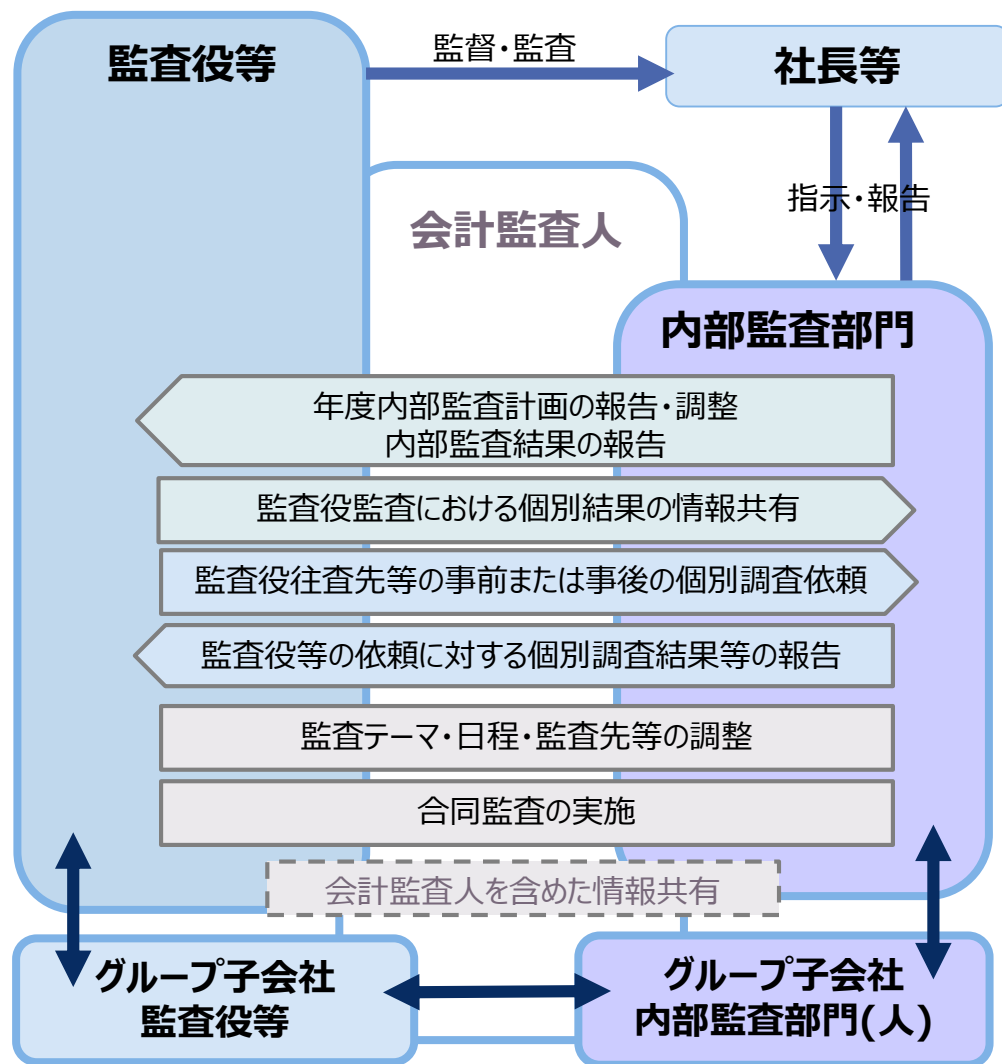 監査役等
監督・監査
社長等
指示・報告
会計監査人
内部監査部門
年度内部監査計画の報告・調整
内部監査結果の報告
監査役監査における個別結果の情報共有
監査役往査先等の事前または事後の個別調査依頼
監査役等の依頼に対する個別調査結果等の報告
監査テーマ・日程・監査先等の調整
合同監査の実施
会計監査人を含めた情報共有
グループ子会社
監査役等
グループ子会社
内部監査部門(人)